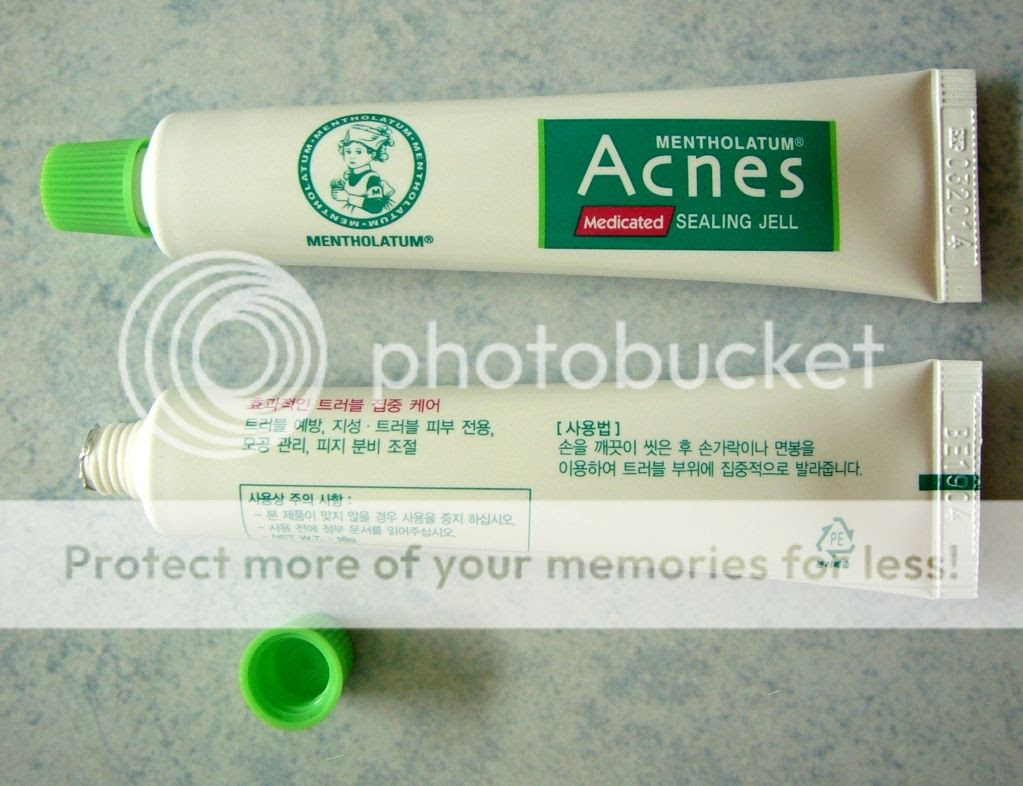 MENTHOLATUM · MENTHOLATUM · MENTHOLATUM
M
MENTHOLATUM®
MENTHOLATUM®
Acnes
Medicated SEALING JELL
032014
photobucket
효과적인 트러블 집중 케어
트러블 예방, 지성 · 트러블 피부 전용,
모공 관리, 피지 분비 조절
사용상 주의 사항 :
- 본 제품이 맞지 않을 경우 사용을 중지 하십시오.
- 사용 전에 첨부 문서를 읽어주십시오.
- NET W.T. : 18g
[사용법]
손을 깨끗이 씻은 후 손가락이나 면봉을
이용하여 트러블 부위에 집중적으로 발라줍니다.
PE
Protect more of your memories for less!